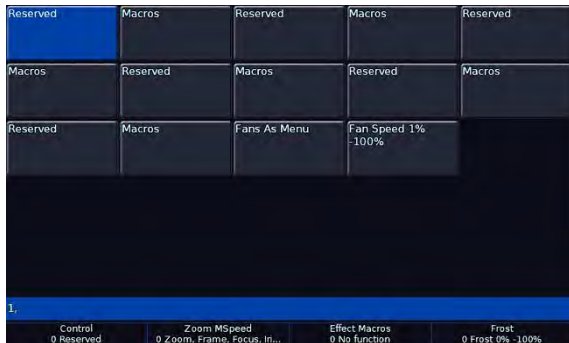 Reserved
Macros
Reserved
Macros
Reserved
Macros
Reserved
Macros
Reserved
Macros
Reserved
Macros
Fans As Menu
Fan Speed 1%
-100%
1,
Control
0 Reserved
Zoom MSpeed
0 Zoom, Frame, Focus, In...
Effect Macros
0 No function
Frost
0 Frost 0% -100%